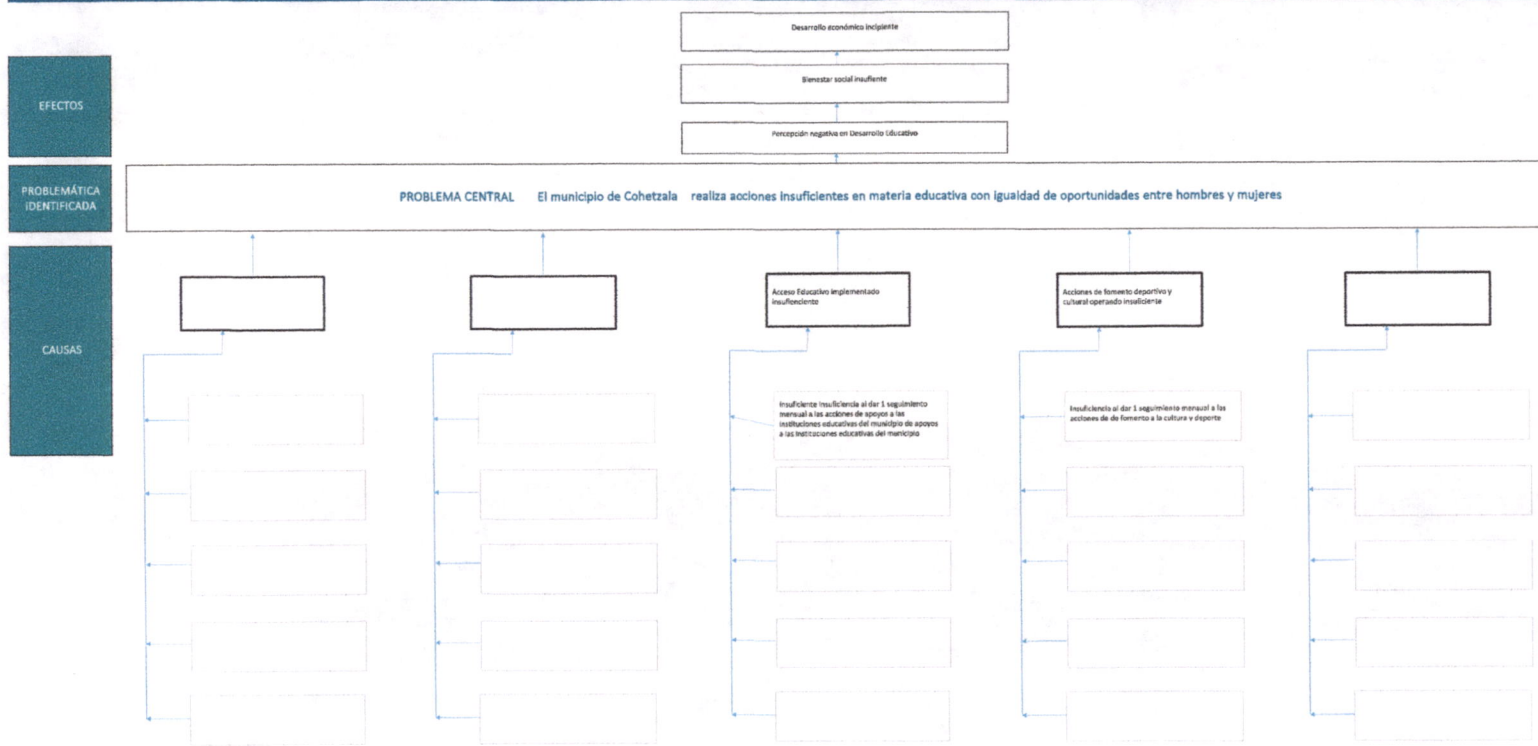 Desarrollo económico incipiente
EFECTOS
Bienestar social insufiente
Percepción negativa en Desarrollo Educativo
PROBLEMÁTICA
IDENTIFICADA
PROBLEMA CENTRAL El municipio de Cohetzala realiza acciones insuficientes en materia educativa con igualdad de oportunidades entre hombres y mujeres
CAUSAS
Acceso Educativo implementado
insufienciente
Acciones de fomento deportivo y
cultural operando insuficiente
Insuficiente insuficiencia al dar 1 seguimiento
mensual a las acciones de apoyos a las
instituciones educativas del municipio de apoyos
a las instituciones educativas del municipio
Insuficiencia al dar 1 seguimiento mensual a las
acciones de de fomento a la cultura y deporte